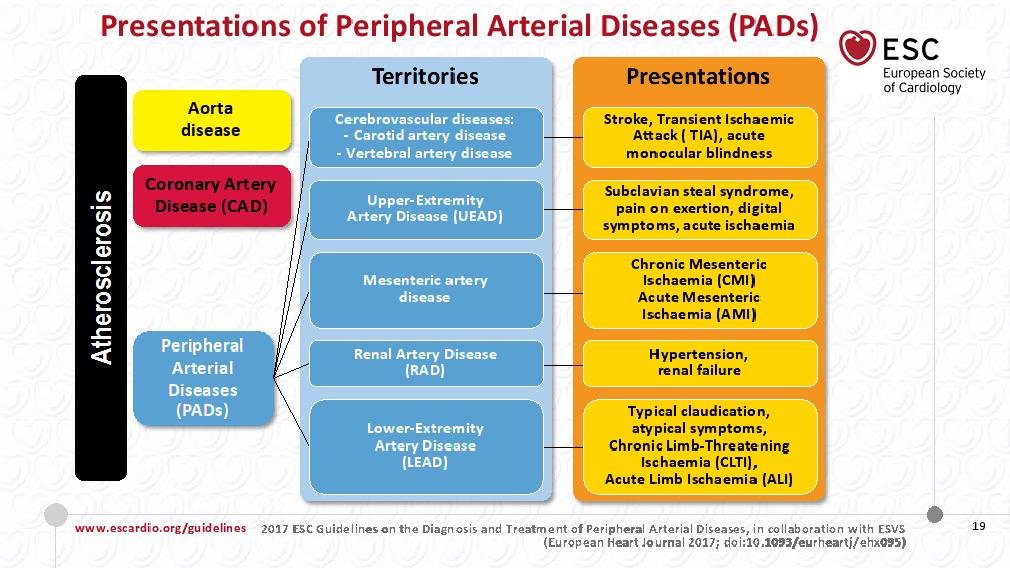 Presentations of Peripheral Arterial Diseases (PADs)
ESC
European Society
of Cardiology
Atherosclerosis
Aorta
disease
Coronary Artery
Disease (CAD)
Peripheral
Arterial
Diseases
(PADs)
Territories
Cerebrovascular diseases:
- Carotid artery disease
- Vertebral artery disease
Upper-Extremity
Artery Disease (UEAD)
Mesenteric artery
disease
Renal Artery Disease
(RAD)
Lower-Extremity
Artery Disease
(LEAD)
Presentations
Stroke, Transient Ischaemic
Attack ( TIA), acute
monocular blindness
Subclavian steal syndrome,
pain on exertion, digital
symptoms, acute ischaemia
Chronic Mesenteric
Ischaemia (CMI)
Acute Mesenteric
Ischaemia (AMI)
Hypertension,
renal failure
Typical claudication,
atypical symptoms,
Chronic Limb-Threatening
Ischaemia (CLTI),
Acute Limb Ischaemia (ALI)
www.escardio.org/guidelines
2017 ESC Guidelines on the Diagnosis and Treatment of Peripheral Arterial Diseases, in collaboration with ESVS
(European Heart Journal 2017; doi:10.1093/eurheartj/ehx095)
19